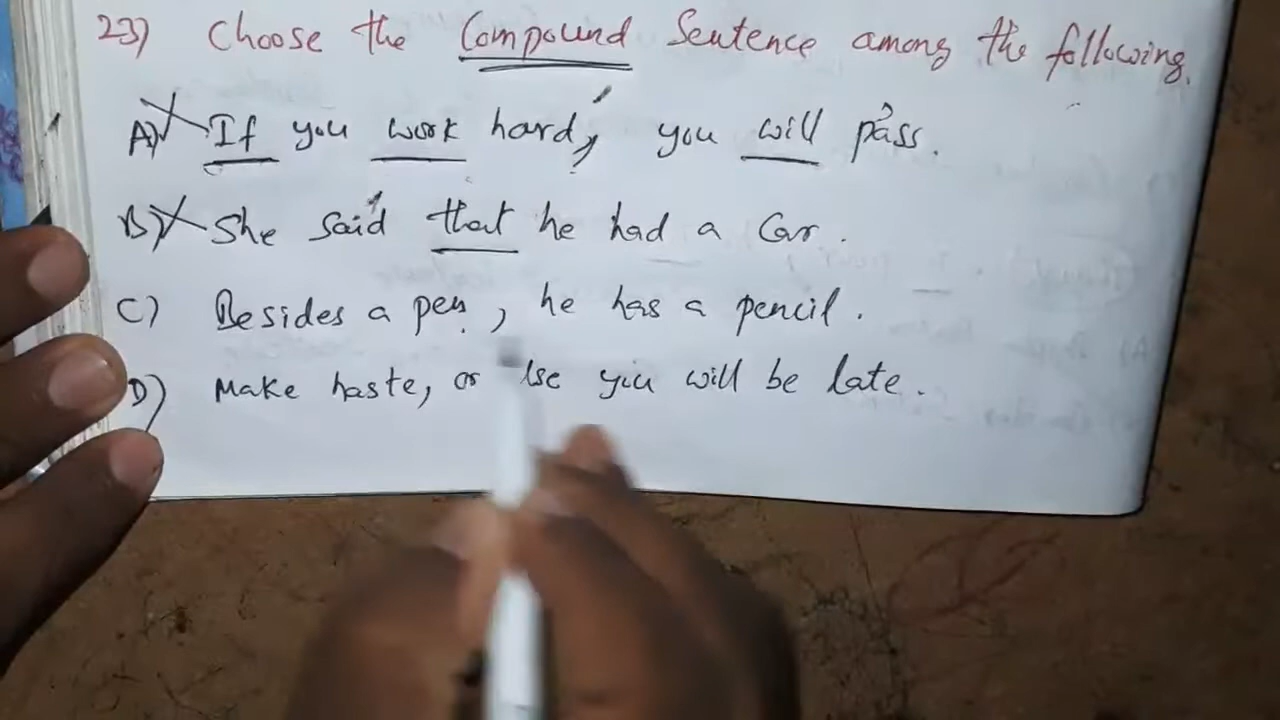 23) Choose the Compound Sentence among the following.
A) If you work hard, you will pass.
B) She said that he had a Car.
C) Besides a pen, he has a pencil.
D) Make haste, or else you will be late.